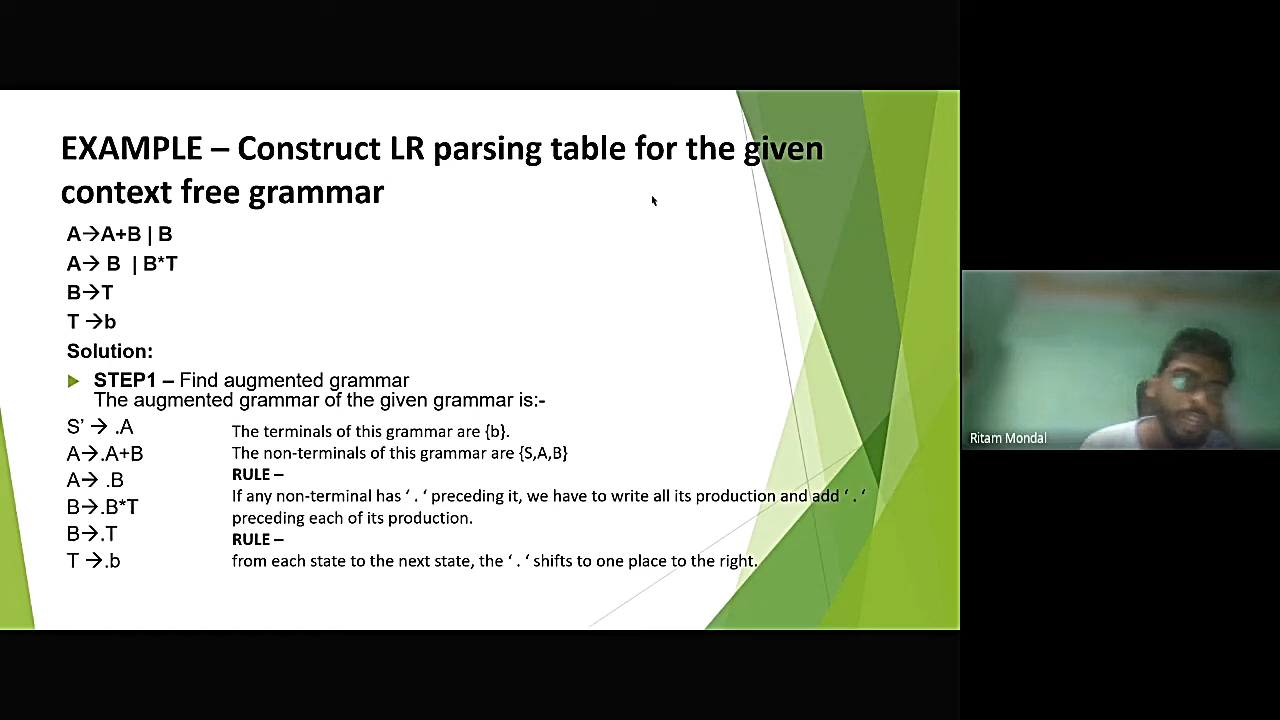 EXAMPLE – Construct LR parsing table for the given
context free grammar
A→A+B | B
A→ B | B*T
B→T
T →b
Solution:
STEP1 – Find augmented grammar
The augmented grammar of the given grammar is:-
S’ → .A
A→.A+B
A→ .B
B→.B*T
B→.T
T →.b
The terminals of this grammar are {b}.
The non-terminals of this grammar are {S,A,B}
RULE –
If any non-terminal has ‘ . ‘ preceding it, we have to write all its production and add ‘ . ‘
preceding each of its production.
RULE –
from each state to the next state, the ‘ . ‘ shifts to one place to the right.
Ritam Mondal